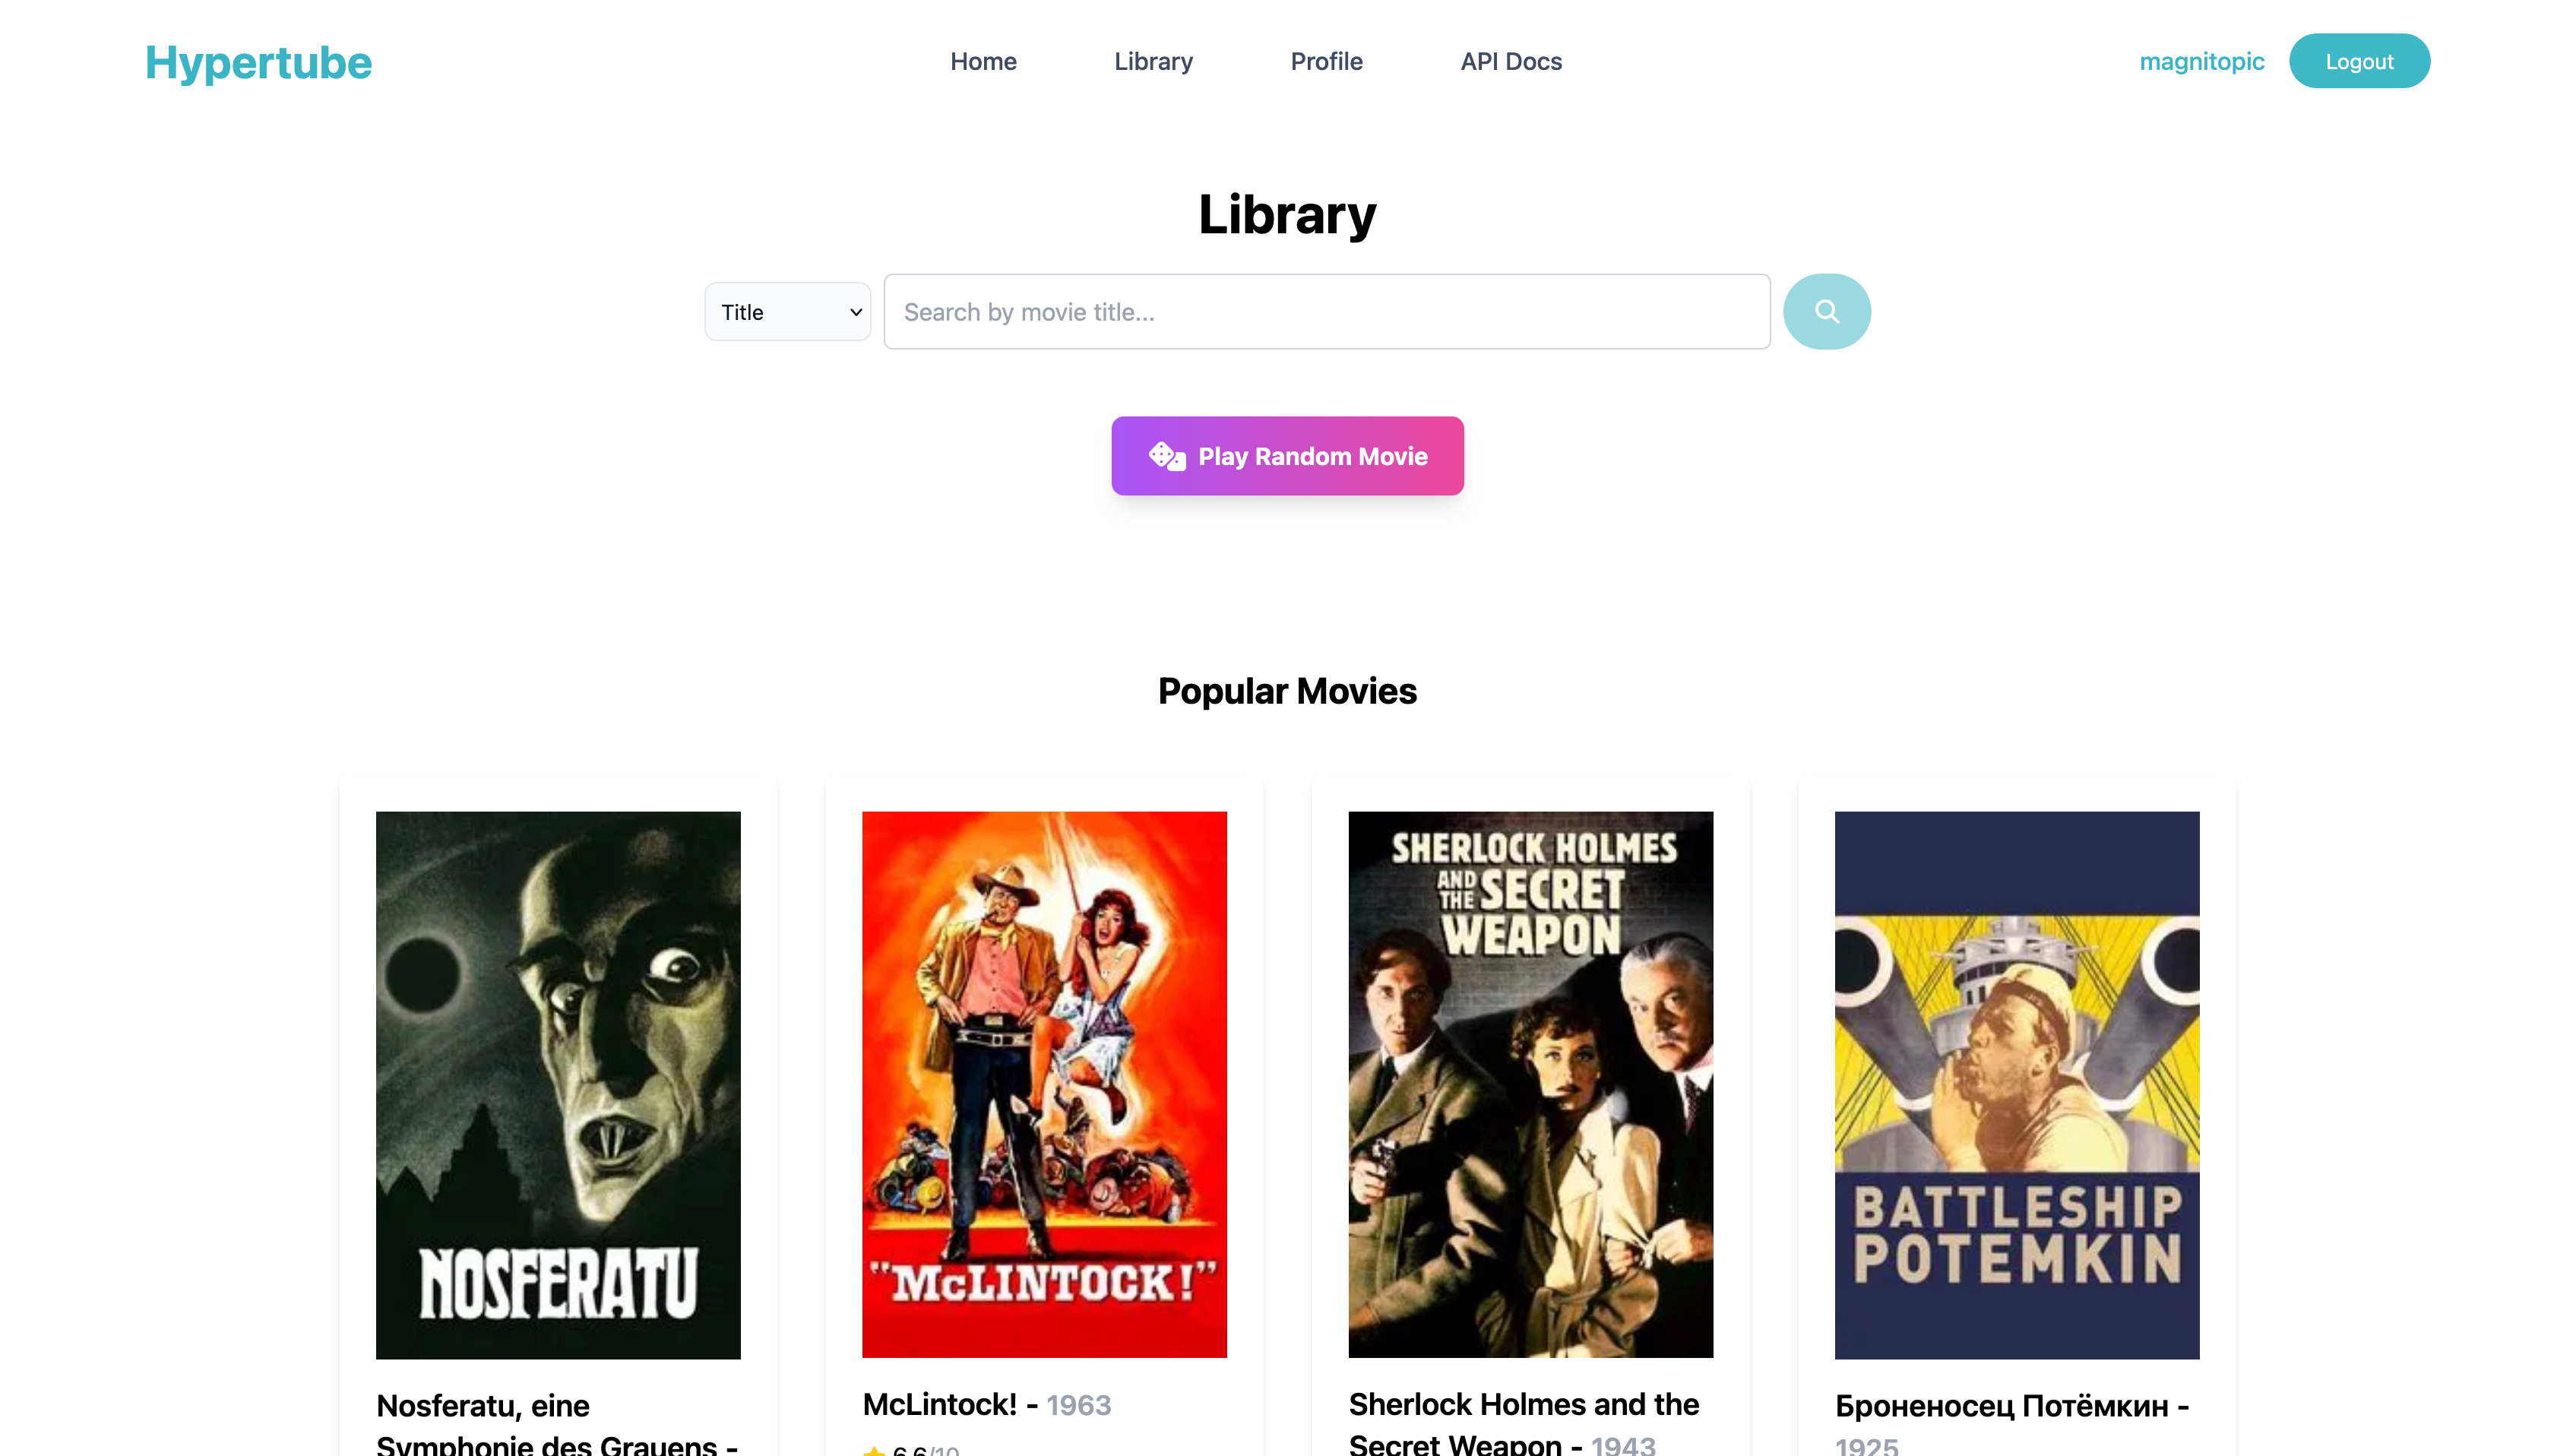 Hypertube
Home
Library
Profile
API Docs
magnitopic
Logout
Library
Title
Search by movie title...
Play Random Movie
Popular Movies
NOSFERATU
"McLINTOCK!"
SHERLOCK HOLMES
AND THE SECRET
WEAPON
BATTLESHIP
POTEMKIN
Nosferatu, eine
Symphonie des Grauens -
McLintock! - 1963
6.6/10
Sherlock Holmes and the
Secret Weapon - 1943
Броненосец Потёмкин -
1925